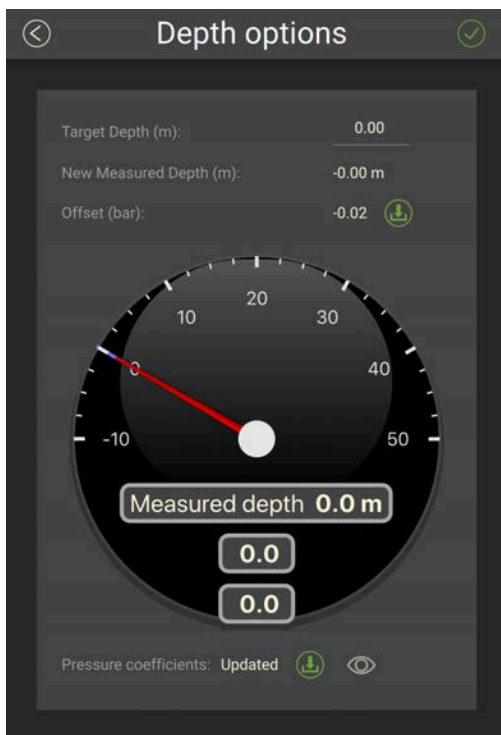 Depth options
Target Depth (m): 0.00
New Measured Depth (m): -0.00 m
Offset (bar): -0.02
20
10 30
0 40
-10 50
Measured depth 0.0 m
0.0
0.0
Pressure coefficients: Updated